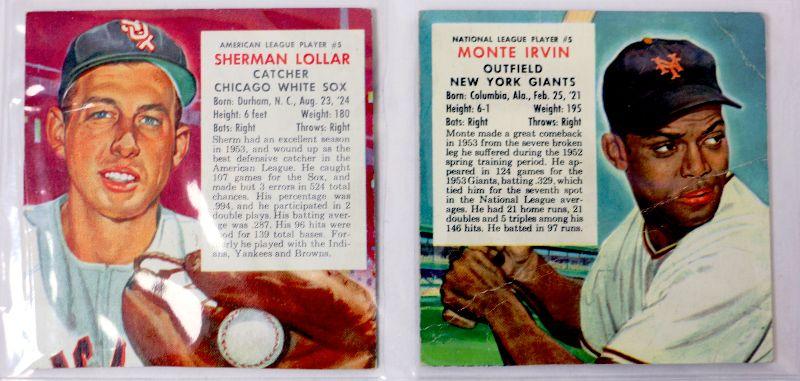 AMERICAN LEAGUE PLAYER #5
SHERMAN LOLLAR
CATCHER
CHICAGO WHITE SOX
Born: Durham, N. C., Aug. 23, '24
Height: 6 feet Weight: 180
Bats: Right Throws: Right
Sherm had an excellent season
in 1953, and wound up as the
best defensive catcher in the
American League. He caught
107 games for the Sox, and
made but 3 errors in 524 total
chances. His percentage was
.994, and he participated in 2
double plays. His batting aver-
age was .287. His 96 hits were
for 139 total bases. For-
erly he played with the Indi-
ans, Yankees and Browns.
SOX
NATIONAL LEAGUE PLAYER #5
MONTE IRVIN
OUTFIELD
NEW YORK GIANTS
Born: Columbia, Ala., Feb. 25, '21
Height: 6-1 Weight: 195
Bats: Right Throws: Right
Monte made a great comeback
in 1953 from the severe broken
leg he suffered during the 1952
spring training period. He ap-
peared in 124 games for the
1953 Giants, batting .329, which
tied him for the seventh spot
in the National League aver-
ages. He had 21 home runs, 21
doubles and 5 triples among his
146 hits. He batted in 97 runs.
NY